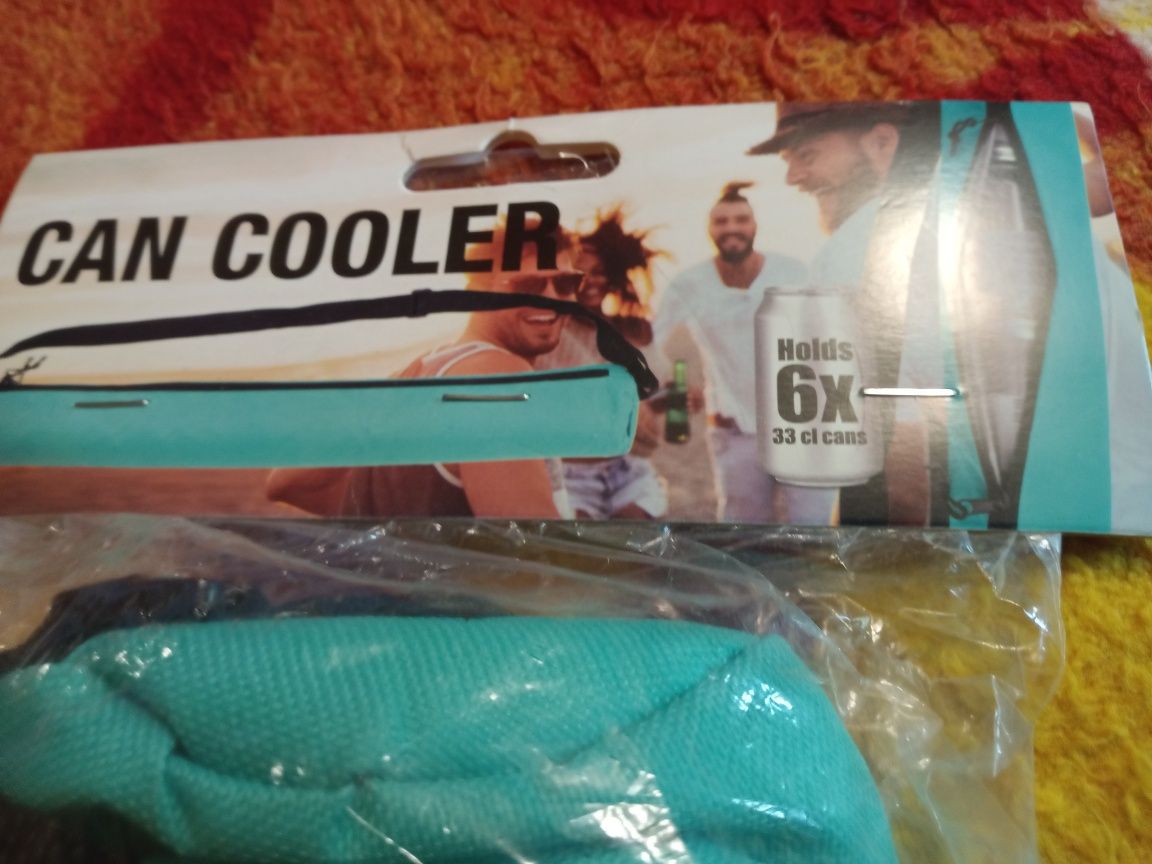 CAN COOLER
Holds
6x
33 cl cans